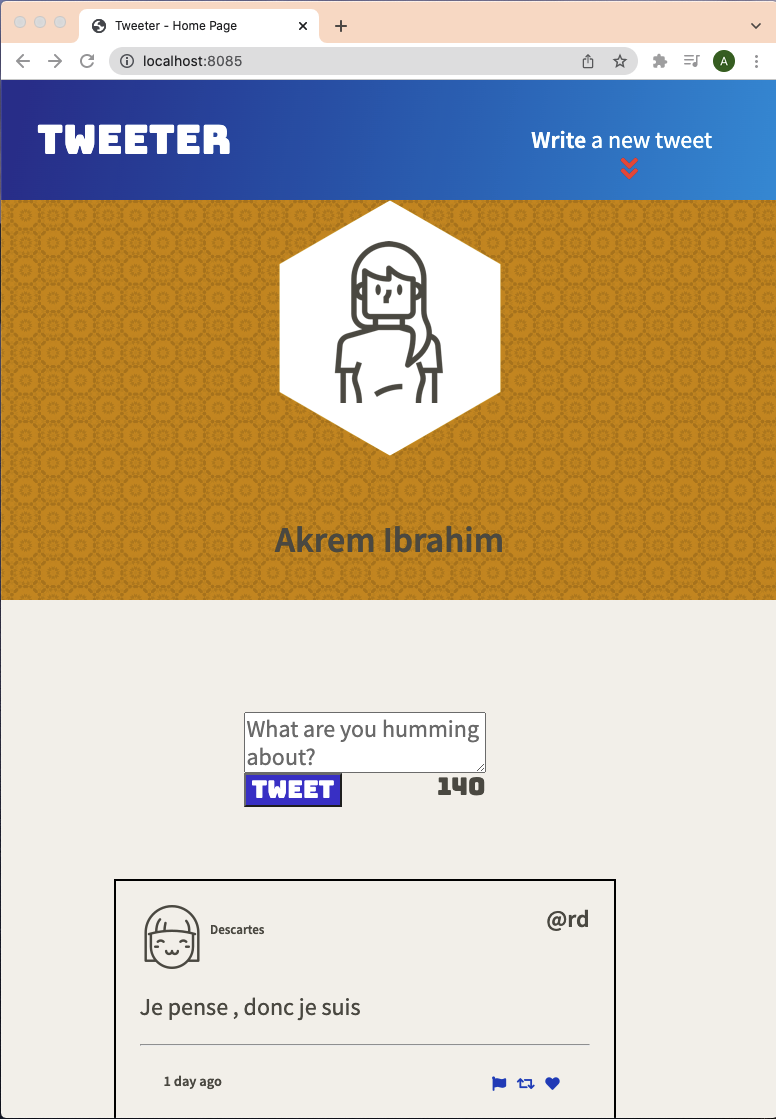 Tweeter - Home Page
localhost:8085
A
TWEETER
Write a new tweet
Akrem Ibrahim
What are you humming
about?
TWEET
140
Descartes
@rd
Je pense , donc je suis
1 day ago